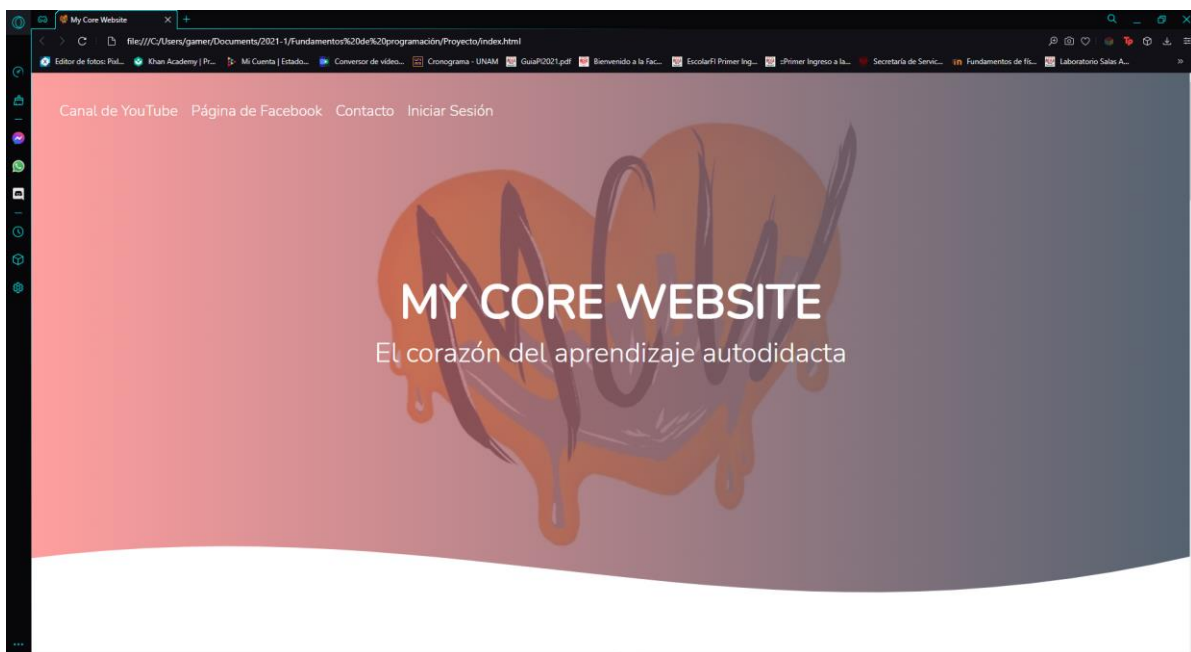 My Core Website
file:///C:/Users/gamer/Documents/2021-1/Fundamentos%20de%20programación/Proyecto/index.html
Editor de fotos: Pixl... Khan Academy | Pr... Mi Cuenta | Estado... Conversor de vídeo... Cronograma - UNAM GuiaPI2021.pdf Bienvenido a la Fac... EscolarFI Primer Ing... ::Primer Ingreso a la... Secretaría de Servic... Fundamentos de fís... Laboratorio Salas A...
Canal de YouTube Página de Facebook Contacto Iniciar Sesión
MCW
MY CORE WEBSITE
El corazón del aprendizaje autodidacta